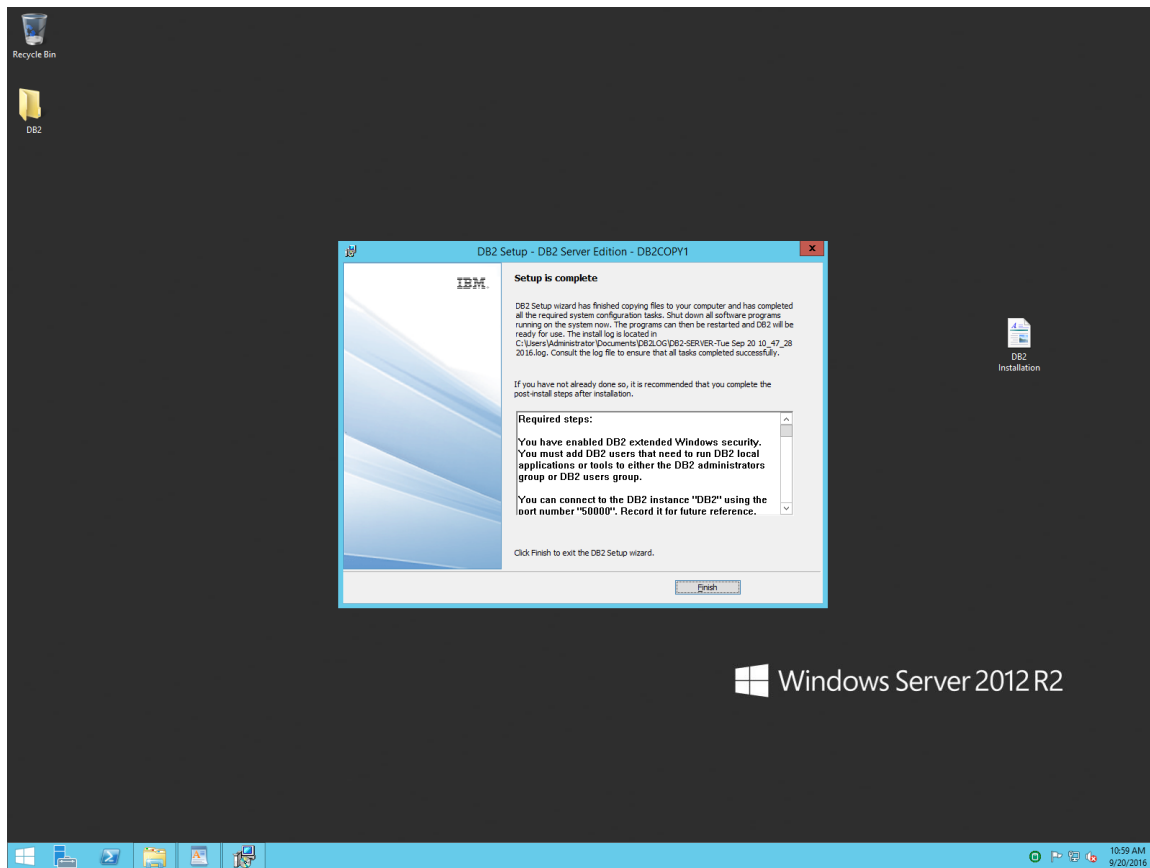 Recycle Bin
DB2
DB2 Setup - DB2 Server Edition - DB2COPY1
x
IBM.
Setup is complete
DB2 Setup wizard has finished copying files to your computer and has completed
all the required system configuration tasks. Shut down all software programs
running on the system now. The programs can then be restarted and DB2 will be
ready for use. The install log is located in
C:\Users\Administrator\Documents\DB2LOG\DB2-SERVER-Tue Sep 20 10_47_28
2016.log. Consult the log file to ensure that all tasks completed successfully.
If you have not already done so, it is recommended that you complete the
post-install steps after installation.
Required steps:
You have enabled DB2 extended Windows security.
You must add DB2 users that need to run DB2 local
applications or tools to either the DB2 administrators
group or DB2 users group.
You can connect to the DB2 instance "DB2" using the
port number "50000". Record it for future reference.
Click Finish to exit the DB2 Setup wizard.
Finish
DB2
Installation
Windows Server 2012 R2
10:59 AM
9/20/2016